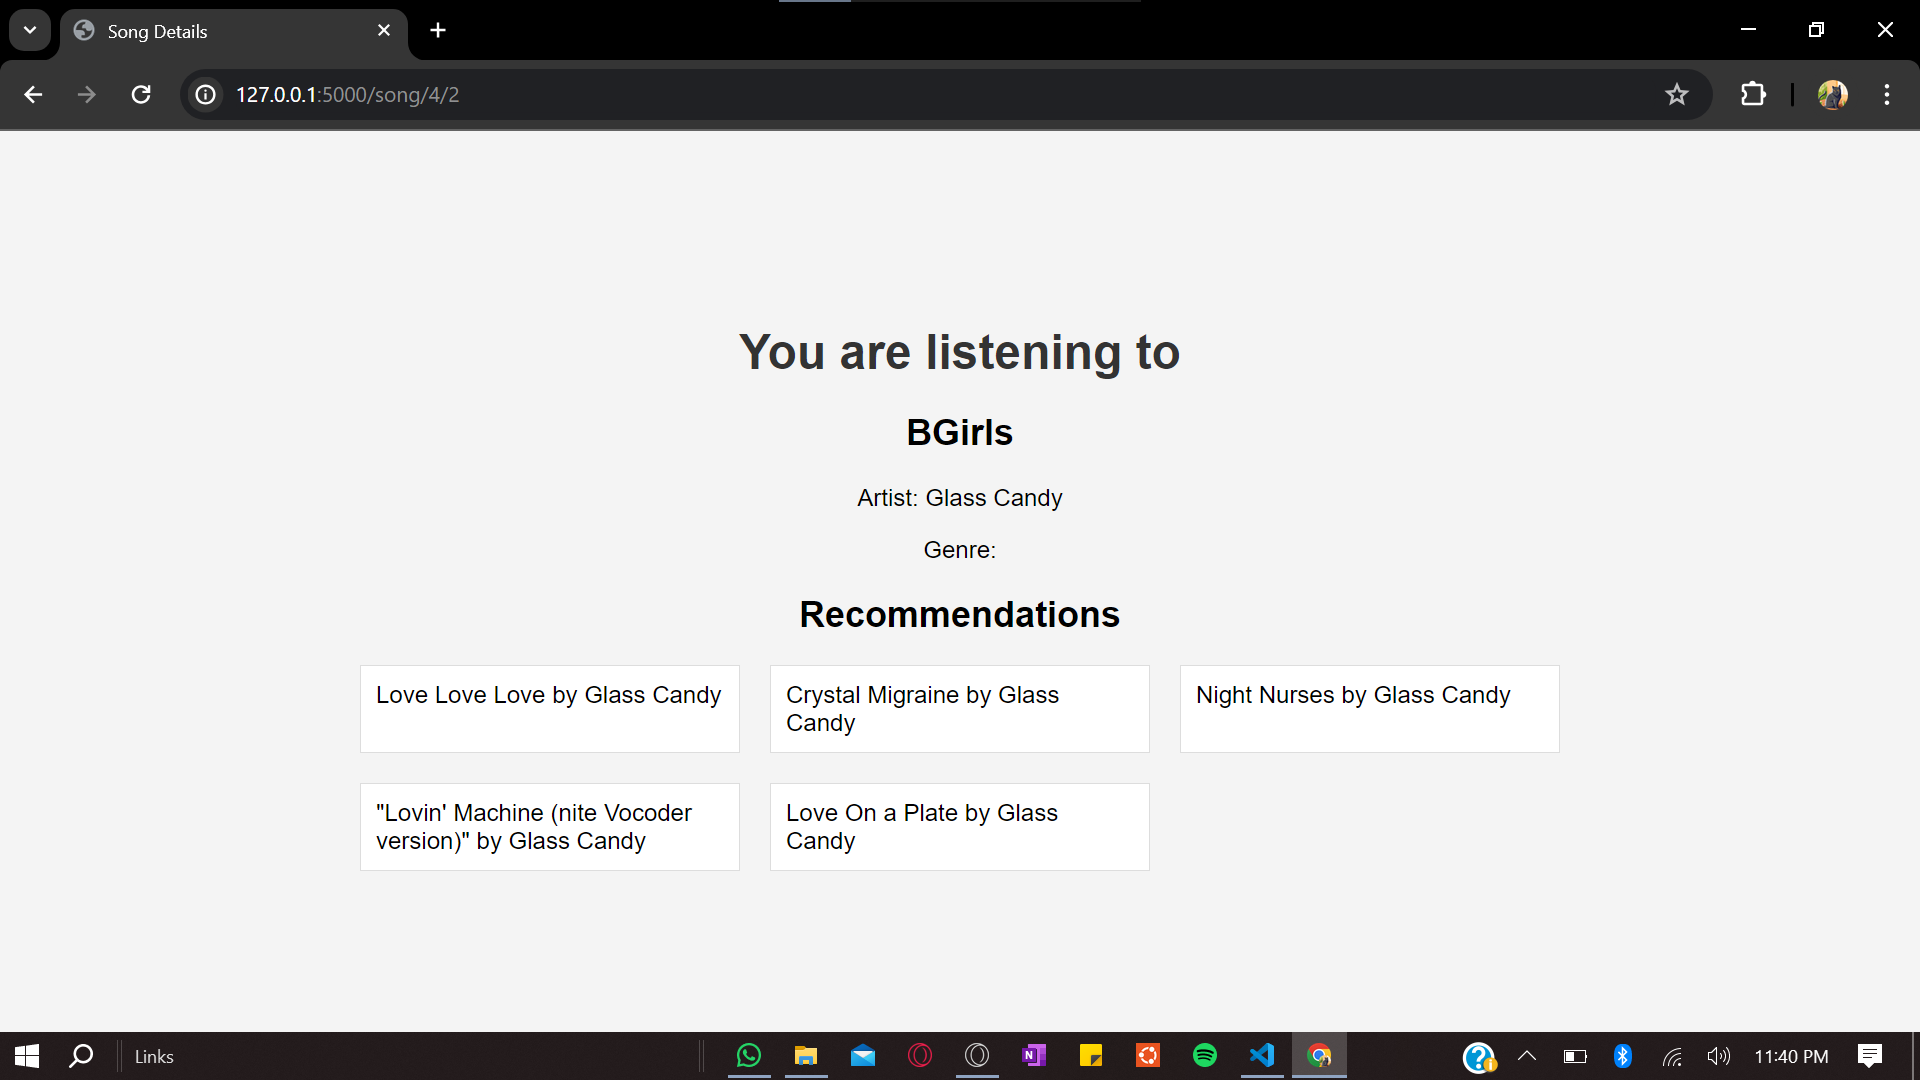 Song Details
127.0.0.1:5000/song/4/2
You are listening to
BGirls
Artist: Glass Candy
Genre:
Recommendations
Love Love Love by Glass Candy
Crystal Migraine by Glass
Candy
Night Nurses by Glass Candy
"Lovin' Machine (nite Vocoder
version)" by Glass Candy
Love On a Plate by Glass
Candy
Links
N
11:40 PM